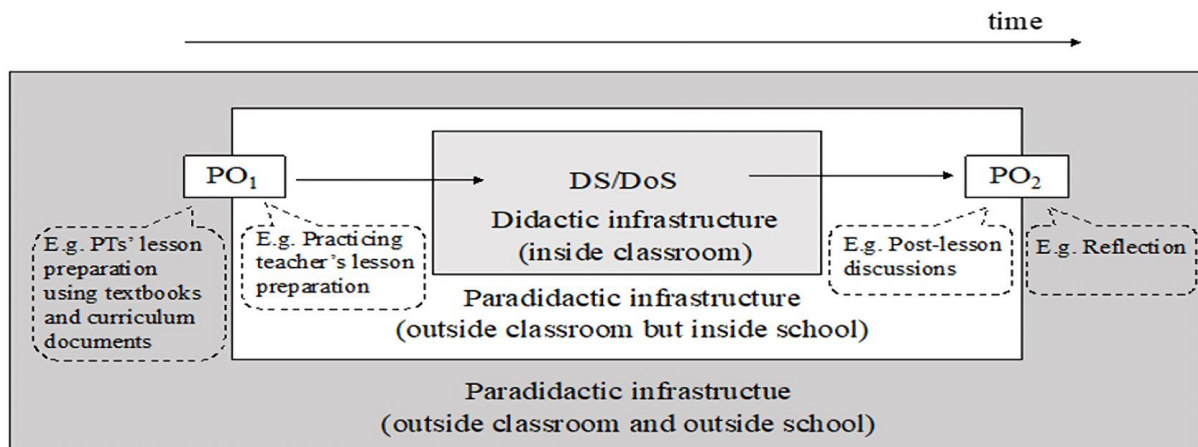 time
PO₁
DS/DoS
PO₂
Didactic infrastructure
(inside classroom)
E.g. PTs' lesson
preparation
using textbooks
and curriculum
documents
E.g. Practicing
teacher's lesson
preparation
E.g. Post-lesson
discussions
E.g. Reflection
Paradidactic infrastructure
(outside classroom but inside school)
Paradidactic infrastructue
(outside classroom and outside school)